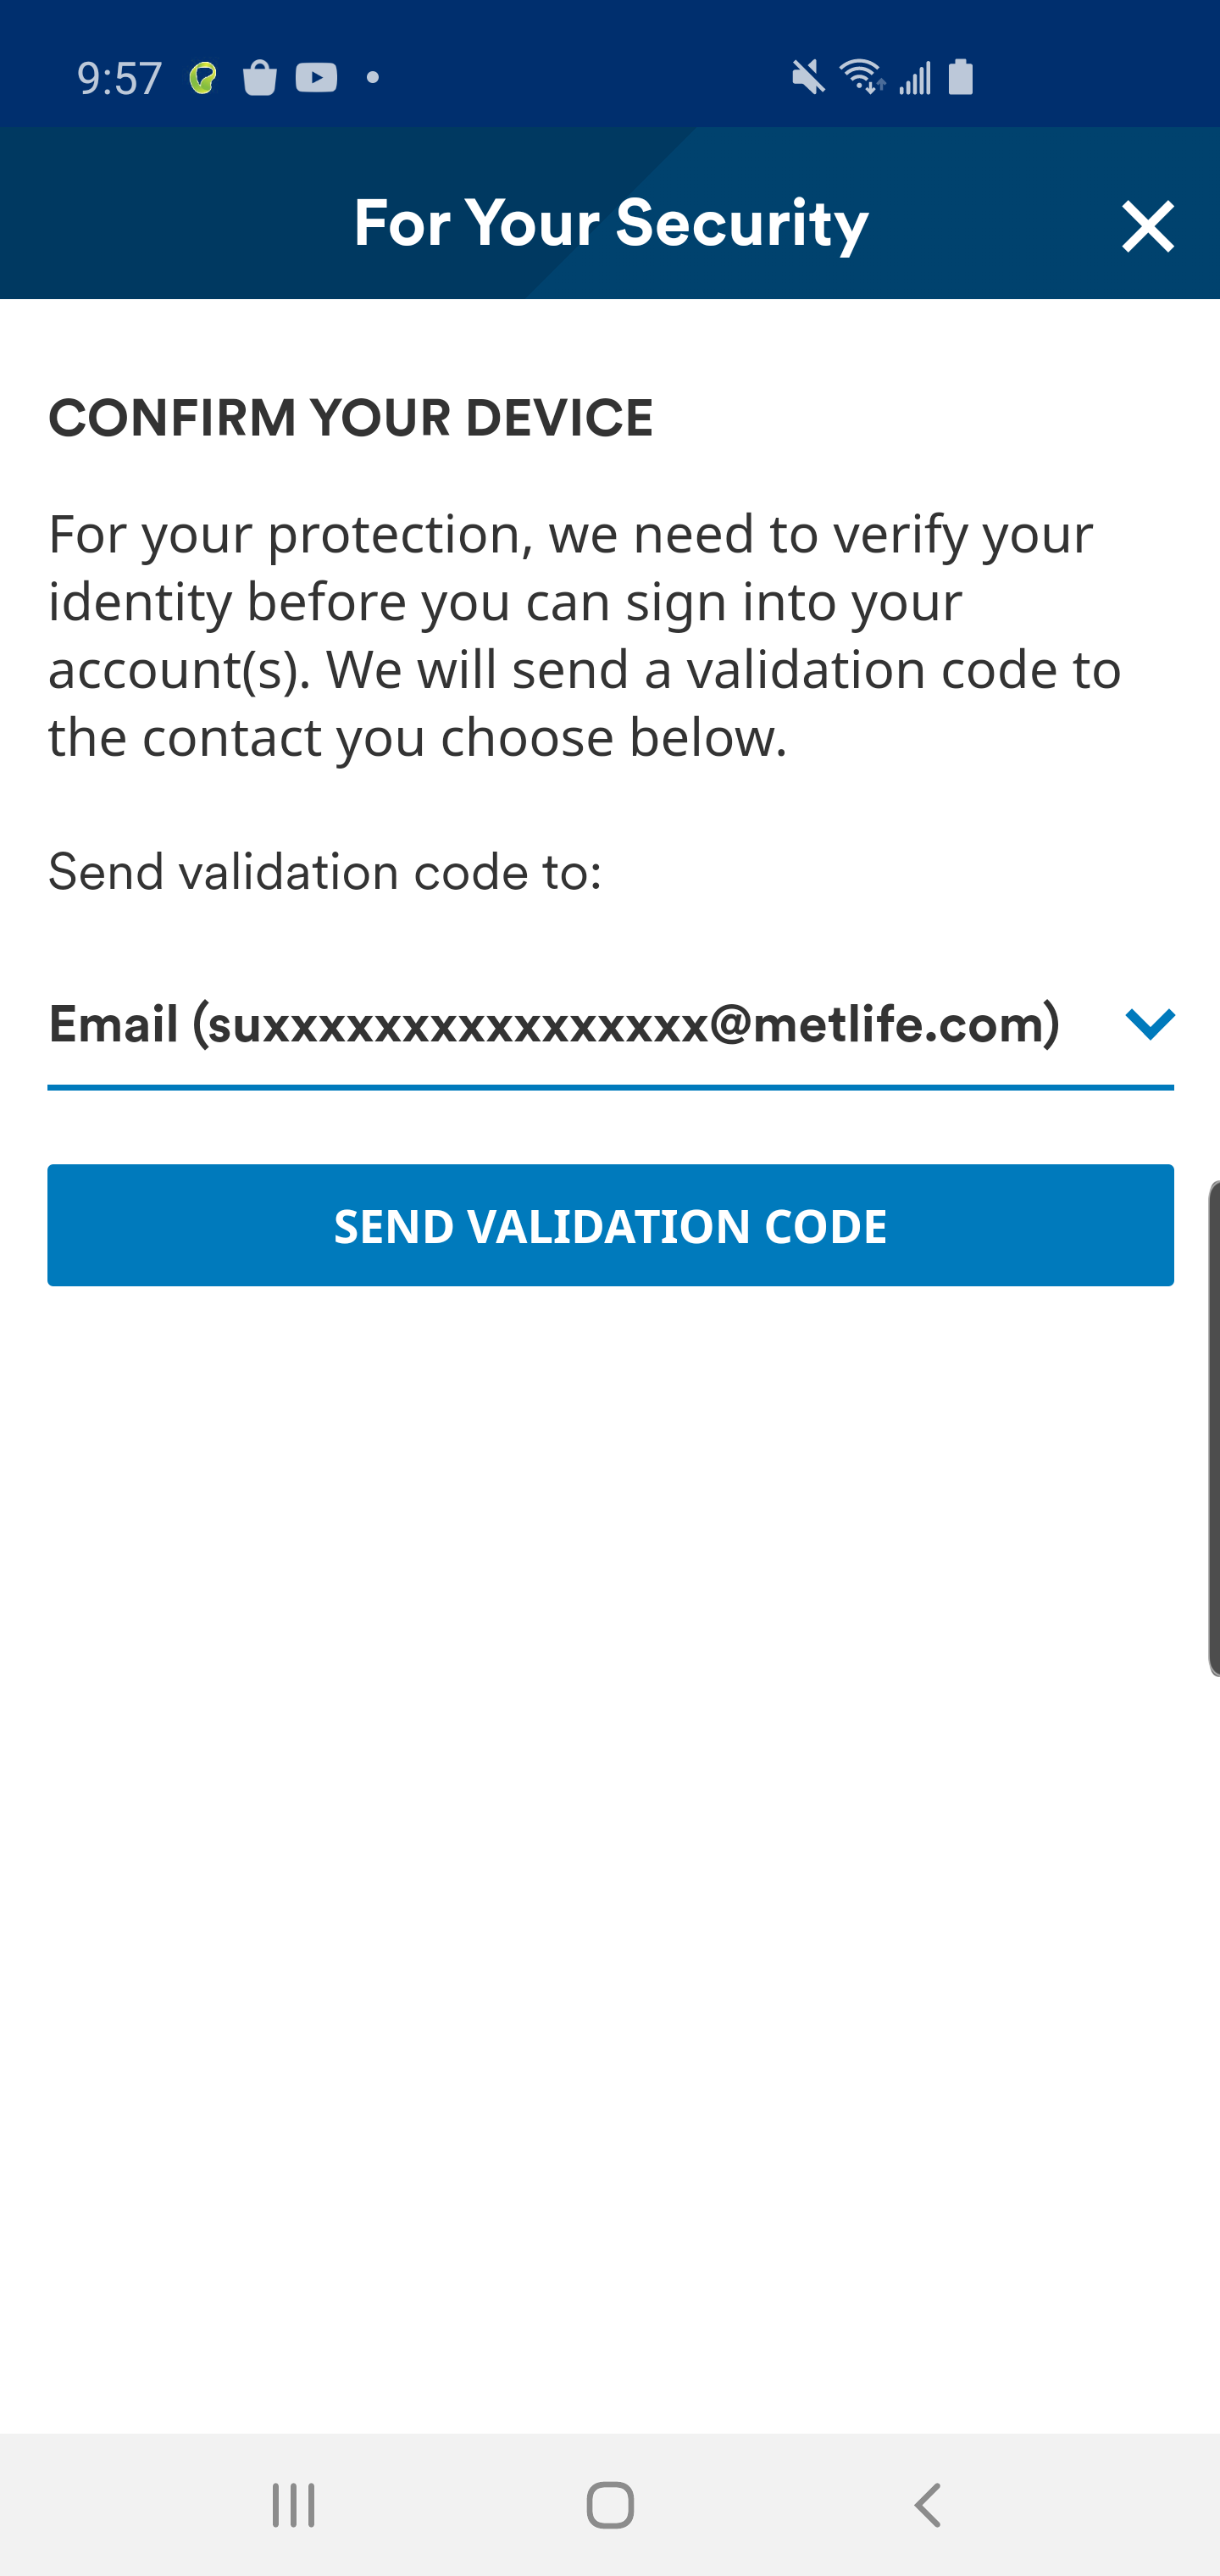 9:57
For Your Security
CONFIRM YOUR DEVICE
For your protection, we need to verify your
identity before you can sign into your
account(s). We will send a validation code to
the contact you choose below.
Send validation code to:
Email (suxxxxxxxxxxxxxxxx@metlife.com)
SEND VALIDATION CODE